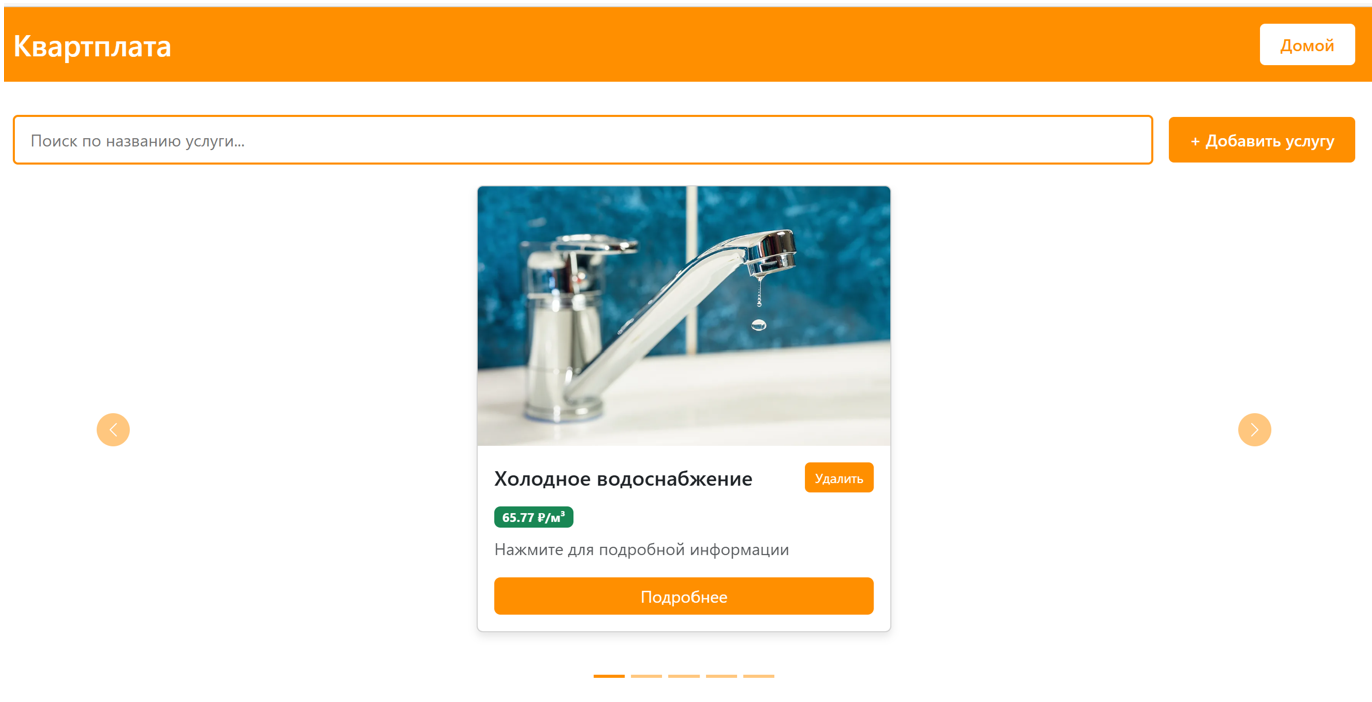 Квартплата
Домой
Поиск по названию услуги...
+ Добавить услугу
Холодное водоснабжение
Удалить
65.77 ₽/м³
Нажмите для подробной информации
Подробнее